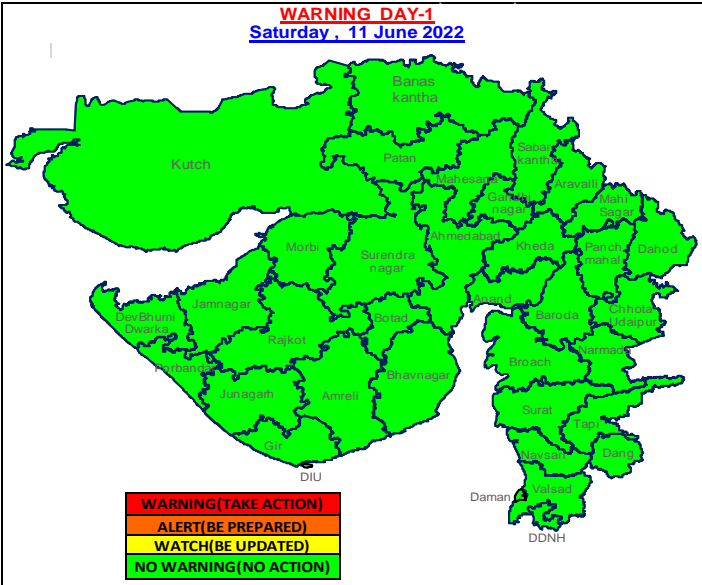 WARNING DAY-1
Saturday , 11 June 2022
Banas
kantha
Kutch
Patan
Sabar
kantha
Mahesana
Aravalli
Gandhi
nagar
Mahi
Sagar
Ahmedabad
Morbi
Surendra
nagar
Kheda
Panch
mahal
Dahod
Anand
Jamnagar
DevBhumi
Dwarka
Botad
Baroda
Chhota
Udaipur
Rajkot
Narmada
Porbandar
Broach
Bhavnagar
Junagarh
Amreli
Surat
Tapi
Gir
Navsari
Dang
DIU
Daman
Valsad
DDNH
WARNING(TAKE ACTION)
ALERT(BE PREPARED)
WATCH(BE UPDATED)
NO WARNING(NO ACTION)